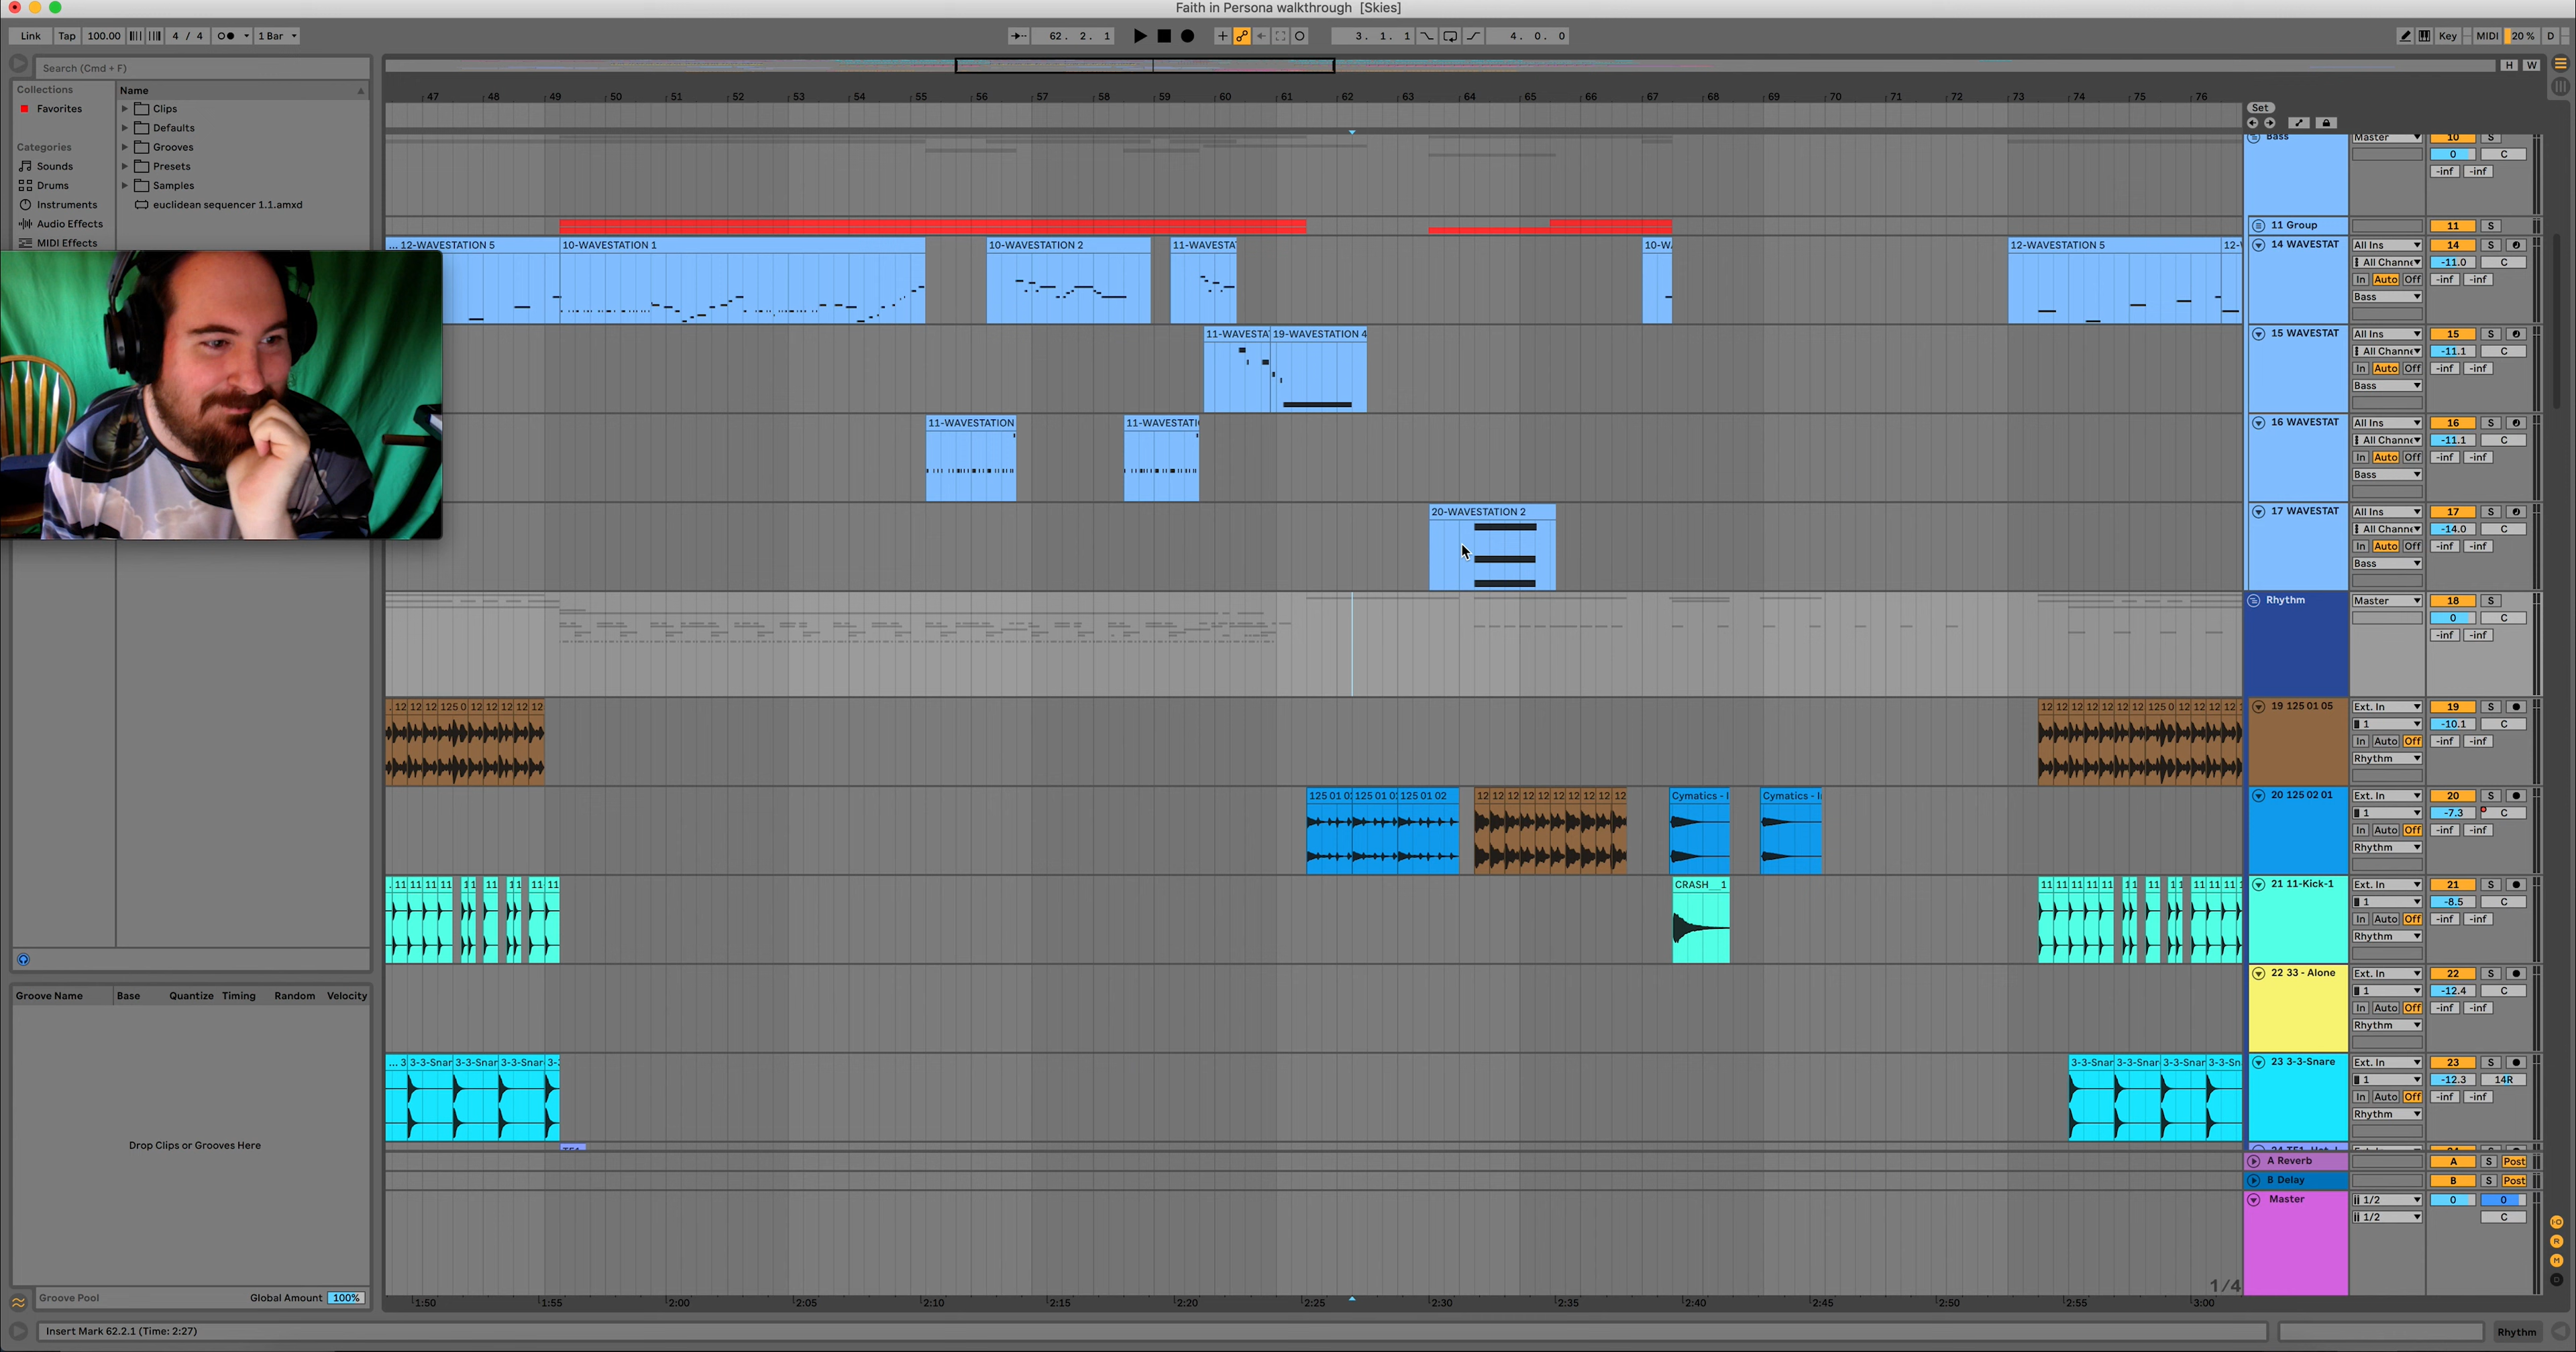 Faith in Persona walkthrough [Skies]
Link Tap 100.00 4 / 4 1 Bar 62. 2. 1 3. 1. 1 4. 0. 0 Key MIDI 20 % D
Search (Cmd + F)
H W
Collections
Favorites
Categories
Sounds
Drums
Instruments
Audio Effects
MIDI Effects
Name
Clips
Defaults
Grooves
Presets
Samples
euclidean sequencer 1.1.amxd
47 48 49 50 51 52 53 54 55 56 57 58 59 60 61 62 63 64 65 66 67 68 69 70 71 72 73 74 75 76
Set
Bass Master 10 S
0 C
-inf -inf
11 Group 11 S
... 12-WAVESTATION 5 10-WAVESTATION 1 10-WAVESTATION 2 11-WAVESTA 10-W 12-WAVESTATION 5 12-
14 WAVESTAT All Ins 14 S
All Channe -11.0 C
In Auto Off -inf -inf
Bass
11-WAVESTA 19-WAVESTATION 4
15 WAVESTAT All Ins 15 S
All Channe -11.1 C
In Auto Off -inf -inf
Bass
11-WAVESTATION 11-WAVESTATI
16 WAVESTAT All Ins 16 S
All Channe -11.1 C
In Auto Off -inf -inf
Bass
20-WAVESTATION 2
17 WAVESTAT All Ins 17 S
All Channe -14.0 C
In Auto Off -inf -inf
Bass
Rhythm Master 18 S
0 C
-inf -inf
12 12 12 125 0 12 12 12 12 12
12 12 12 12 12 12 12 125 0 12 12 12 12
19 125 01 05 Ext. In 19 S
1 -10.1 C
In Auto Off -inf -inf
Rhythm
125 01 0 125 01 0 125 01 02 12 12 12 12 12 12 12 12 12 12 Cymatics - I Cymatics - I
20 125 02 01 Ext. In 20 S
1 -7.3 C
In Auto Off -inf -inf
Rhythm
11 11 11 11 11 11 11 11 11 CRASH__1 11 11 11 11 11 11 11 11 11 11 11
21 11-Kick-1 Ext. In 21 S
1 -8.5 C
In Auto Off -inf -inf
Rhythm
22 33 - Alone Ext. In 22 S
1 -12.4 C
In Auto Off -inf -inf
Rhythm
... 3 3-3-Snar 3-3-Snar 3-3-Snar 3- 3-3-Snar 3-3-Snar 3-3-Snar 3-3-Sn
23 3-3-Snare Ext. In 23 S
1 -12.3 14R
In Auto Off -inf -inf
Rhythm
A Reverb A S Post
B Delay B S Post
Master 1/2 0 0
1/2 C
Groove Name Base Quantize Timing Random Velocity
Drop Clips or Grooves Here
Groove Pool Global Amount 100%
1/4
1:50 1:55 2:00 2:05 2:10 2:15 2:20 2:25 2:30 2:35 2:40 2:45 2:50 2:55 3:00
Insert Mark 62.2.1 (Time: 2:27)
Rhythm